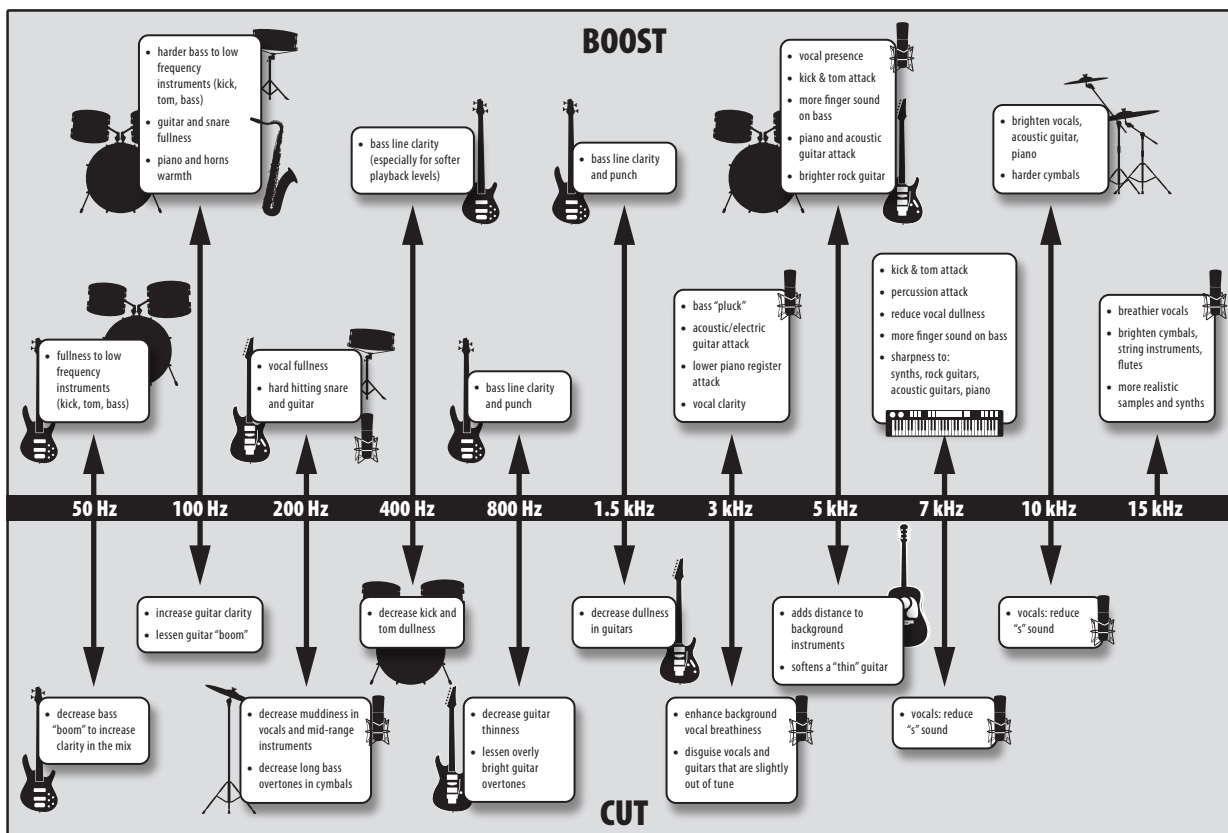 BOOST
• harder bass to low
frequency
instruments (kick,
tom, bass)
• guitar and snare
fullness
• piano and horns
warmth
• bass line clarity
(especially for softer
playback levels)
• bass line clarity
and punch
• vocal presence
• kick & tom attack
• more finger sound
on bass
• piano and acoustic
guitar attack
• brighter rock guitar
• brighten vocals,
acoustic guitar,
piano
• harder cymbals
• fullness to low
frequency
instruments
(kick, tom, bass)
• vocal fullness
• hard hitting snare
and guitar
• bass line clarity
and punch
• bass “pluck”
• acoustic/electric
guitar attack
• lower piano register
attack
• vocal clarity
• kick & tom attack
• percussion attack
• reduce vocal dullness
• more finger sound on bass
• sharpness to:
synths, rock guitars,
acoustic guitars, piano
• breathier vocals
• brighten cymbals,
string instruments,
flutes
• more realistic
samples and synths
50 Hz 100 Hz 200 Hz 400 Hz 800 Hz 1.5 kHz 3 kHz 5 kHz 7 kHz 10 kHz 15 kHz
• increase guitar clarity
• lessen guitar “boom”
• decrease kick and
tom dullness
• decrease dullness
in guitars
• adds distance to
background
instruments
• softens a “thin” guitar
• vocals: reduce
“s” sound
• decrease bass
“boom” to increase
clarity in the mix
• decrease muddiness in
vocals and mid-range
instruments
• decrease long bass
overtones in cymbals
• decrease guitar
thinness
• lessen overly
bright guitar
overtones
• enhance background
vocal breathiness
• disguise vocals and
guitars that are slightly
out of tune
• vocals: reduce
“s” sound
CUT